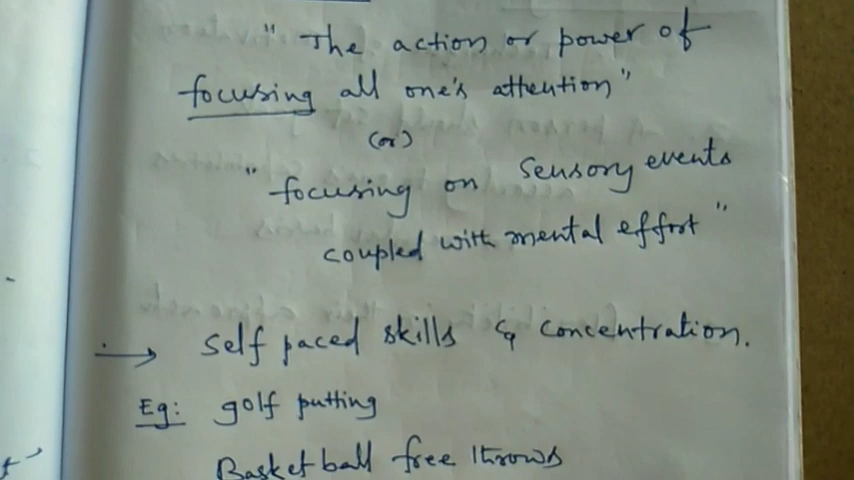 " The action or power of
focusing all one's attention"
(or)
" focusing on sensory events
coupled with mental effort "
→ Self paced skills & concentration.
Eg: golf putting
Basketball free throws